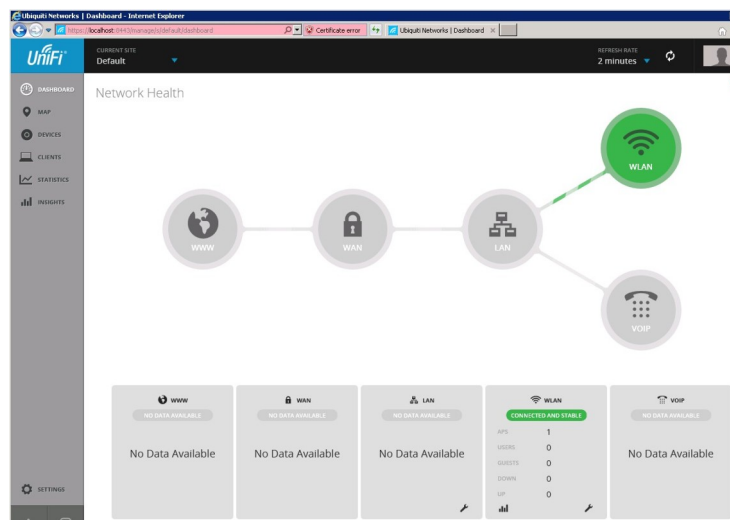 Ubiquiti Networks | Dashboard - Internet Explorer
https://localhost:8443/manage/s/default/dashboard
Certificate error
Ubiquiti Networks | Dashboard
UniFi
CURRENT SITE
Default
REFRESH RATE
2 minutes
DASHBOARD
MAP
DEVICES
CLIENTS
STATISTICS
INSIGHTS
SETTINGS
Network Health
WLAN
WWW
WAN
LAN
VOIP
WWW
NO DATA AVAILABLE
No Data Available
WAN
NO DATA AVAILABLE
No Data Available
LAN
NO DATA AVAILABLE
No Data Available
WLAN
CONNECTED AND STABLE
APS 1
USERS 0
GUESTS 0
DOWN 0
UP 0
VOIP
NO DATA AVAILABLE
No Data Available